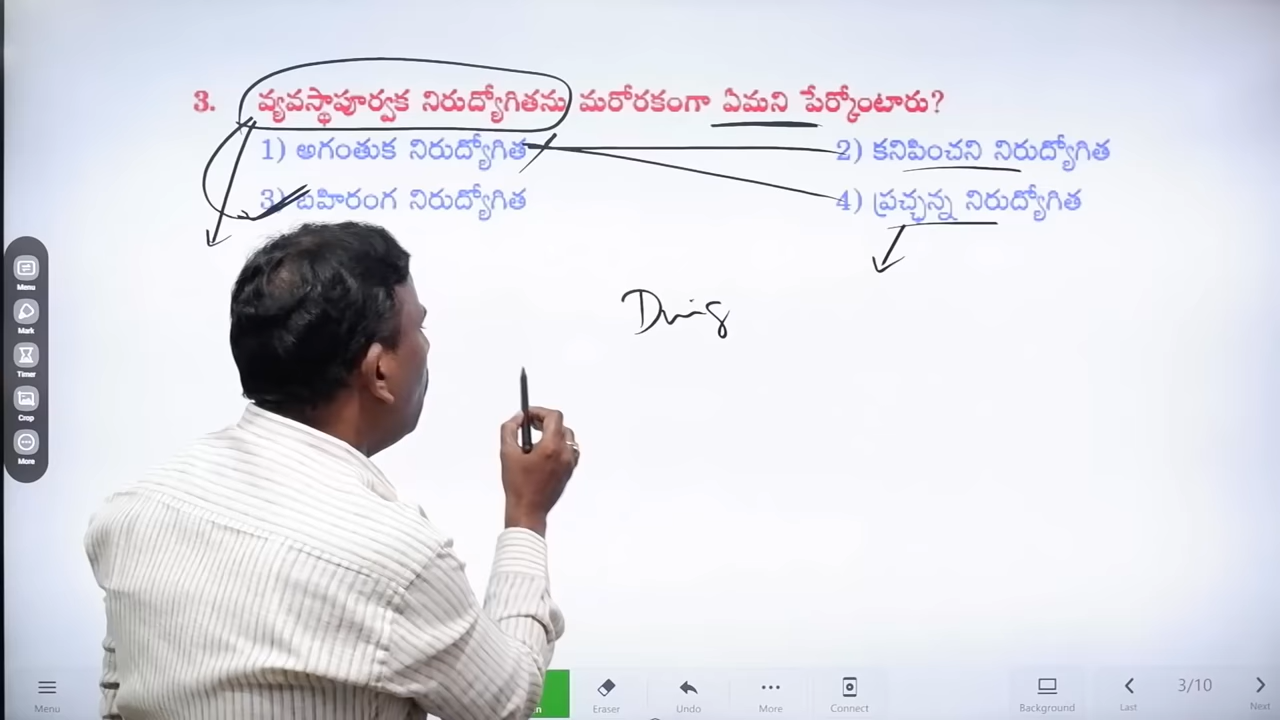 3. వ్యవస్థాపూర్వక నిరుద్యోగితను మరోరకంగా ఏమని పేర్కోంటారు?
1) అగంతుక నిరుద్యోగిత 2) కనిపించని నిరుద్యోగిత
3) బహిరంగ నిరుద్యోగిత 4) ప్రచ్ఛన్న నిరుద్యోగిత
Menu
Mark
Timer
Crop
More
Menu
Eraser
Undo
More
Connect
Background
Last
3/10
Next